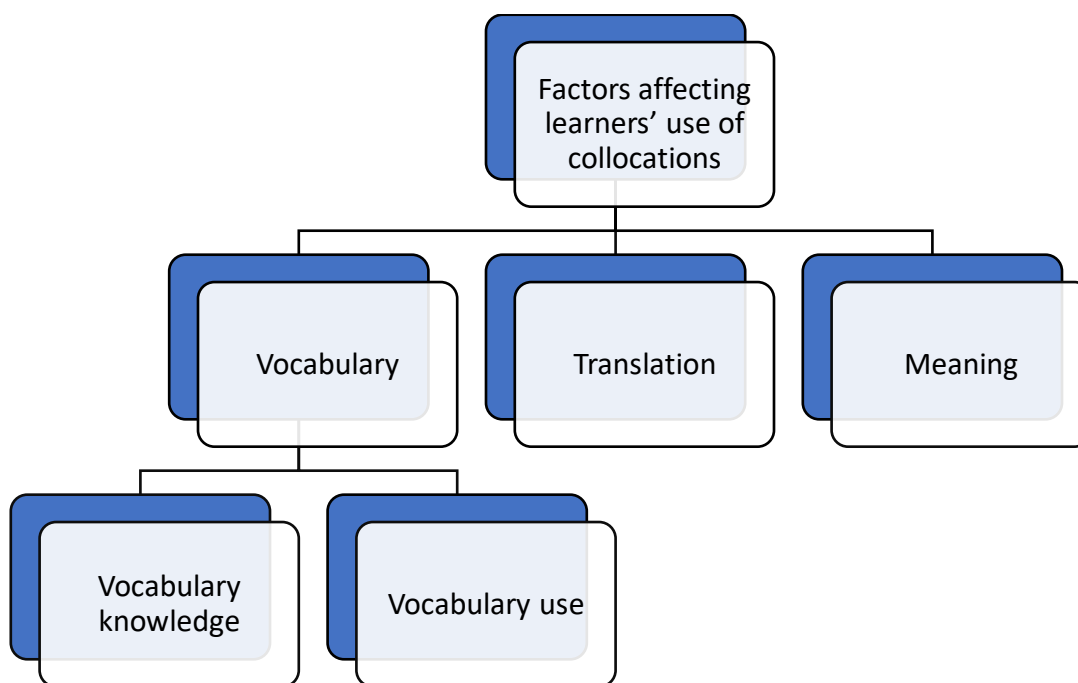 Factors affecting
learners’ use of
collocations
Vocabulary
Translation
Meaning
Vocabulary
knowledge
Vocabulary use